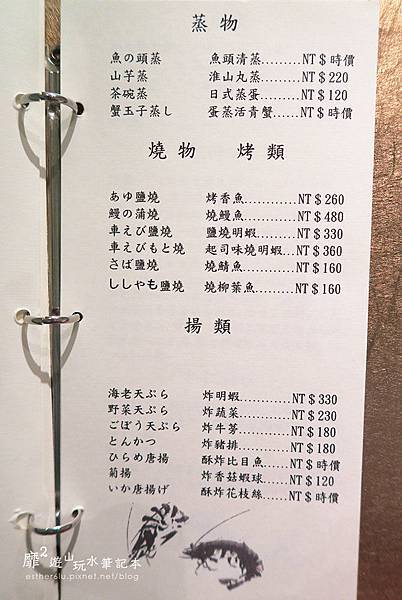 蒸物
魚の頭蒸 魚頭清蒸.........NT＄時價
山芋蒸 淮山丸蒸.........NT＄220
茶碗蒸 日式蒸蛋.........NT＄120
蟹玉子蒸し 蛋蒸活青蟹......NT＄時價
燒物 烤類
あゆ鹽燒 烤香魚............NT＄260
鰻の蒲燒 燒鰻魚............NT＄480
車えび鹽燒 鹽燒明蝦.........NT＄330
車えびもと燒 起司味燒明蝦...NT＄360
さば鹽燒 燒鯖魚............NT＄160
ししゃも鹽燒 燒柳葉魚.........NT＄160
揚類
海老天ぷら 炸明蝦............NT＄330
野菜天ぷら 炸蔬菜............NT＄230
ごぼう天ぷら 炸牛蒡............NT＄180
とんかつ 炸豬排............NT＄180
ひらめ唐揚 酥炸比目魚......NT＄時價
菊揚 炸香菇蝦球......NT＄120
いか唐揚げ 酥炸花枝絲......NT＄時價
靡2遊山玩水筆記本
esther6lu.pixnet.net/blog